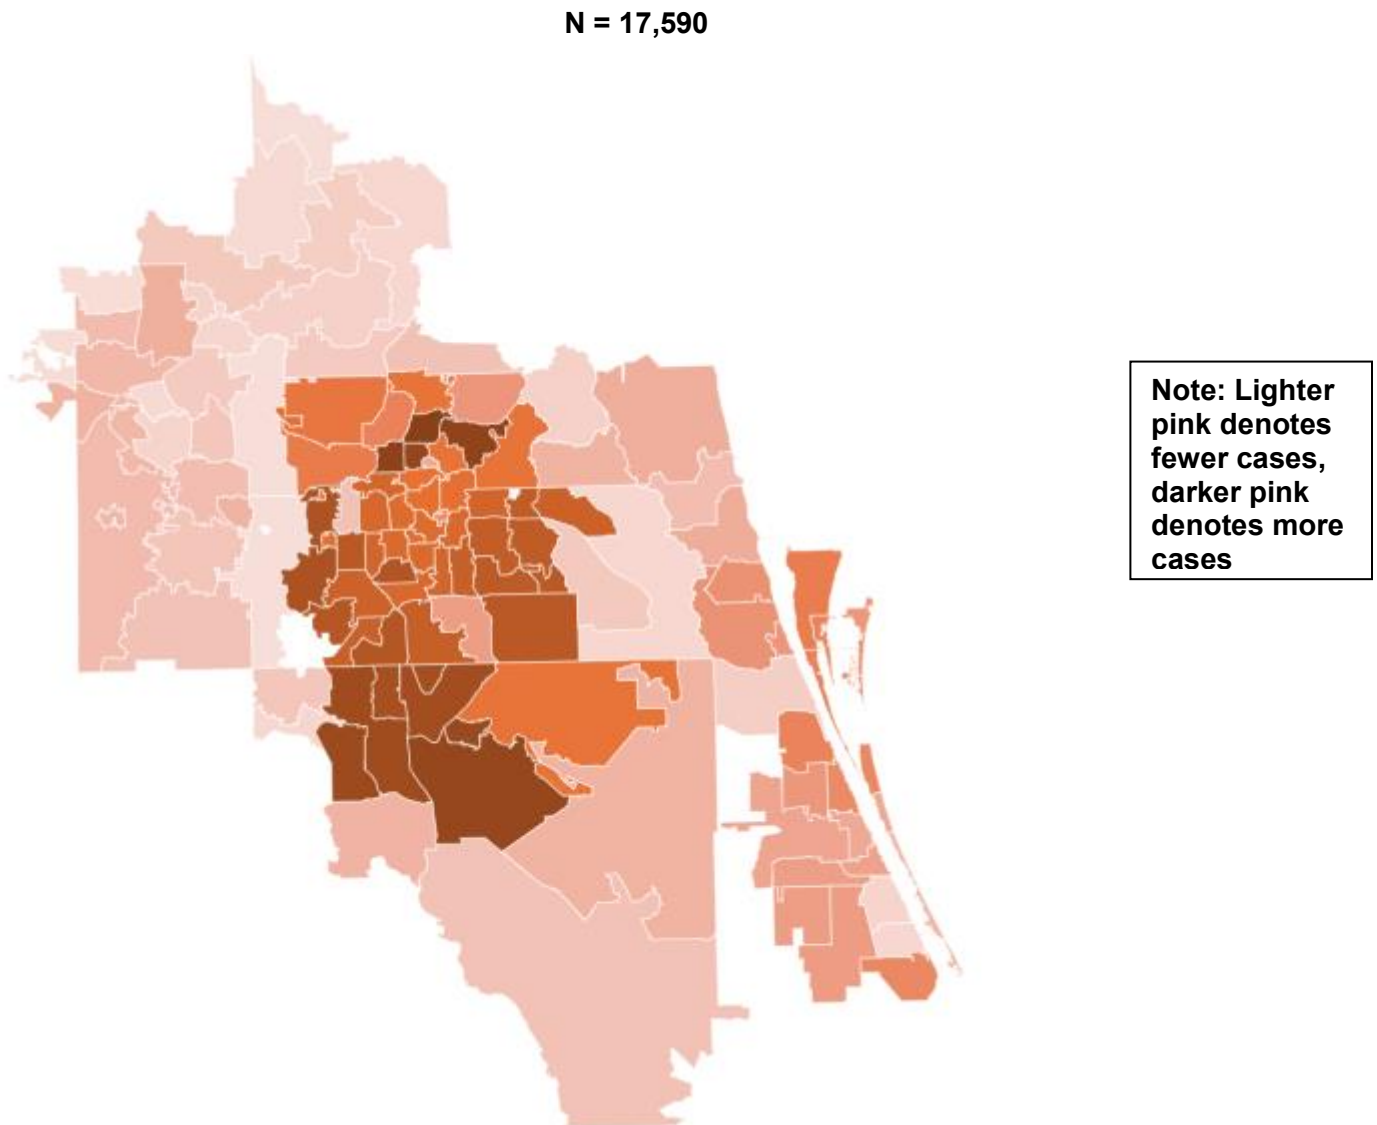 N = 17,590
Note: Lighter
pink denotes
fewer cases,
darker pink
denotes more
cases